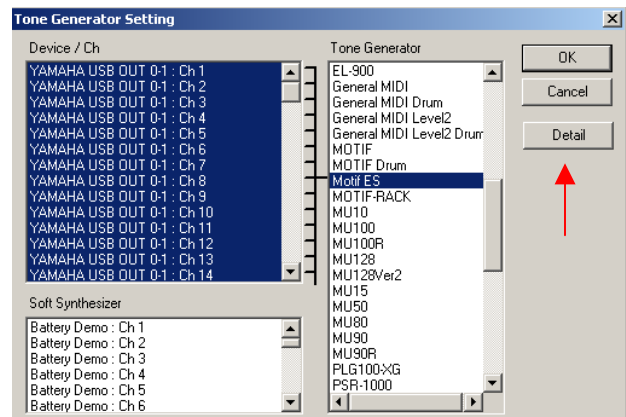 Tone Generator Setting
Device / Ch
YAMAHA USB OUT 0-1 : Ch 1
YAMAHA USB OUT 0-1 : Ch 2
YAMAHA USB OUT 0-1 : Ch 3
YAMAHA USB OUT 0-1 : Ch 4
YAMAHA USB OUT 0-1 : Ch 5
YAMAHA USB OUT 0-1 : Ch 6
YAMAHA USB OUT 0-1 : Ch 7
YAMAHA USB OUT 0-1 : Ch 8
YAMAHA USB OUT 0-1 : Ch 9
YAMAHA USB OUT 0-1 : Ch 10
YAMAHA USB OUT 0-1 : Ch 11
YAMAHA USB OUT 0-1 : Ch 12
YAMAHA USB OUT 0-1 : Ch 13
YAMAHA USB OUT 0-1 : Ch 14
Soft Synthesizer
Battery Demo : Ch 1
Battery Demo : Ch 2
Battery Demo : Ch 3
Battery Demo : Ch 4
Battery Demo : Ch 5
Battery Demo : Ch 6
Tone Generator
EL-900
General MIDI
General MIDI Drum
General MIDI Level2
General MIDI Level2 Drum
MOTIF
MOTIF Drum
Motif ES
MOTIF-RACK
MU10
MU100
MU100R
MU128
MU128Ver2
MU15
MU50
MU80
MU90
MU90R
PLG100-XG
PSR-1000
OK
Cancel
Detail